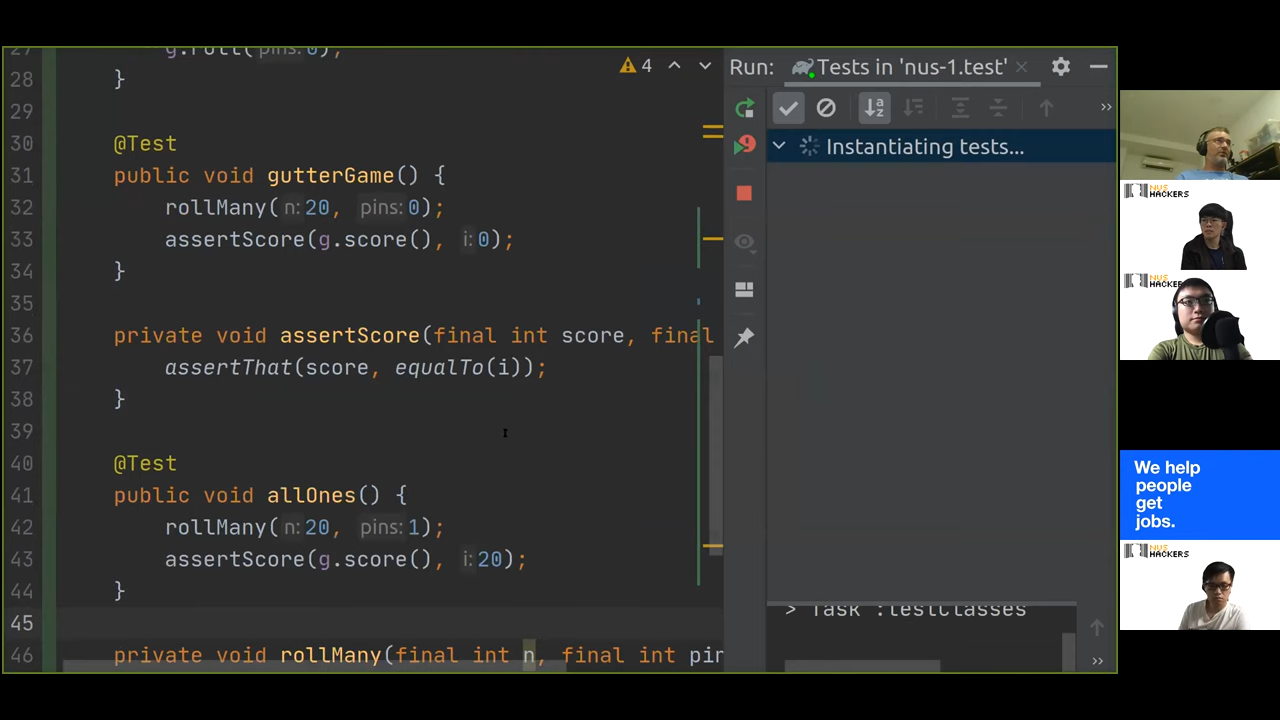 27 g.roll(pins:0);
28 }
29
30 @Test
31 public void gutterGame() {
32 rollMany(n:20, pins:0);
33 assertScore(g.score(), i:0);
34 }
35
36 private void assertScore(final int score, final
37 assertThat(score, equalTo(i));
38 }
39
40 @Test
41 public void allOnes() {
42 rollMany(n:20, pins:1);
43 assertScore(g.score(), i:20);
44 }
45
46 private void rollMany(final int n, final int pin
4
Run: Tests in 'nus-1.test'
Instantiating tests...
> Task :testClasses
NUS
HACKERS
NUS
HACKERS
We help
people
get
jobs.
NUS
HACKERS